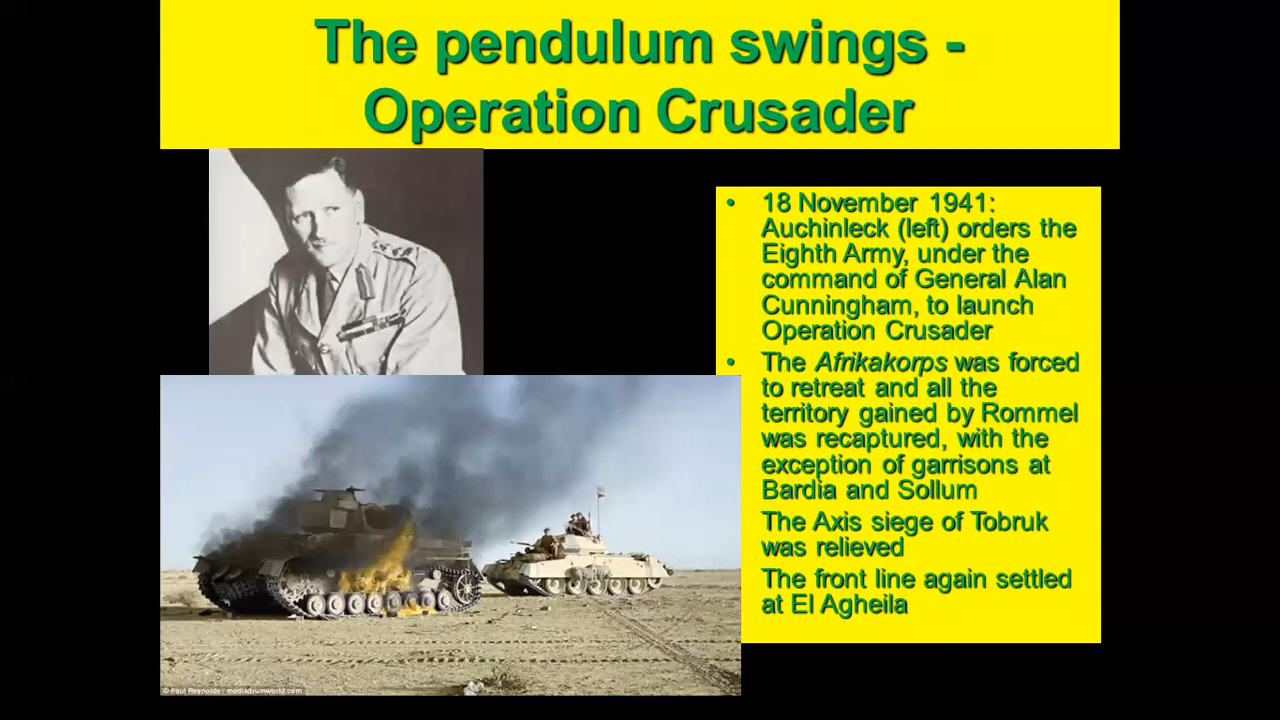 The pendulum swings -
Operation Crusader
• 18 November 1941:
Auchinleck (left) orders the
Eighth Army, under the
command of General Alan
Cunningham, to launch
Operation Crusader
• The Afrikakorps was forced
to retreat and all the
territory gained by Rommel
was recaptured, with the
exception of garrisons at
Bardia and Sollum
The Axis siege of Tobruk
was relieved
The front line again settled
at El Agheila
© Paul Reynolds / mediadrumworld.com